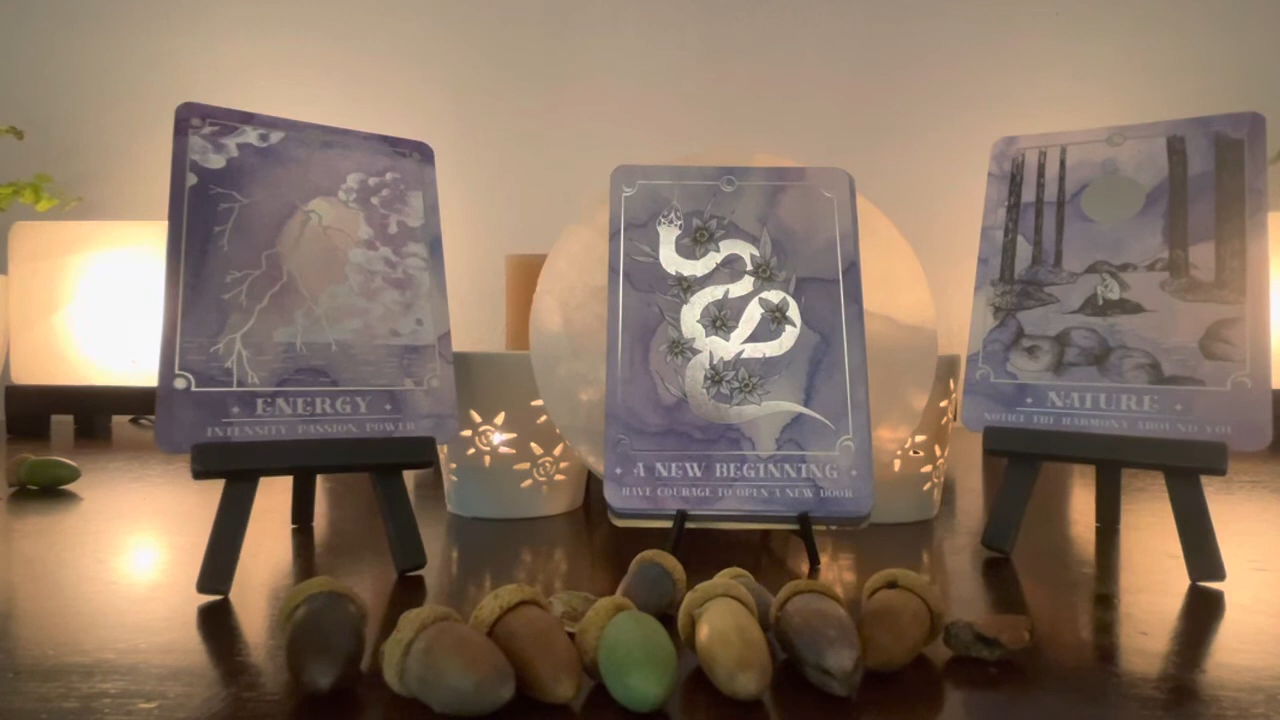 ENERGY
INTENSITY PASSION, POWER
A NEW BEGINNING
HAVE COURAGE TO OPEN A NEW DOOR
NATURE
NOTICE THE HARMONY AROUND YOU